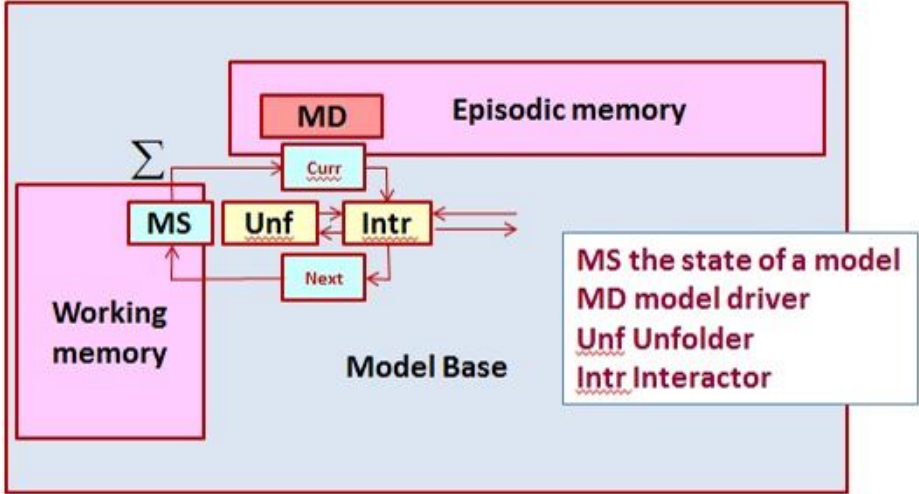 MD
Episodic memory
∑
Curr
MS
Unf
Intr
Next
Working
memory
Model Base
MS the state of a model
MD model driver
Unf Unfolder
Intr Interactor